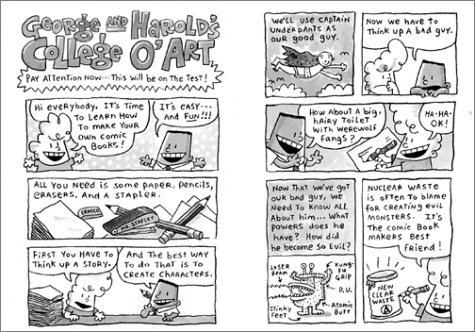 George and Harold's
College O' Art
Pay attention now... This will be on the test!
Hi everybody, it's time
to learn how
to make your
own comic
books!
It's easy...
and fun!!!
All you need is some paper, pencils,
erasers, and a stapler.
Eraser
Mr. Stapley
First you have to
think up a story.
And the best way
to do that is to
create characters.
We'll use Captain
Underpants as
our good guy.
Now we have to
think up a bad guy.
How about a big,
hairy toilet
with werewolf
fangs?
Ha-ha-
OK!
Now that we've got
our bad guy, we
need to know all
about him... What
powers does he
have? How did
he become so evil?
Laser
Beam
Kung-
Fu
Grip
P.U.
Stinky
Feet
Atomic
Butt
Nuclear waste
is often to blame
for creating evil
monsters. It's
the comic book
makers best
friend!
New
Clear
Waste